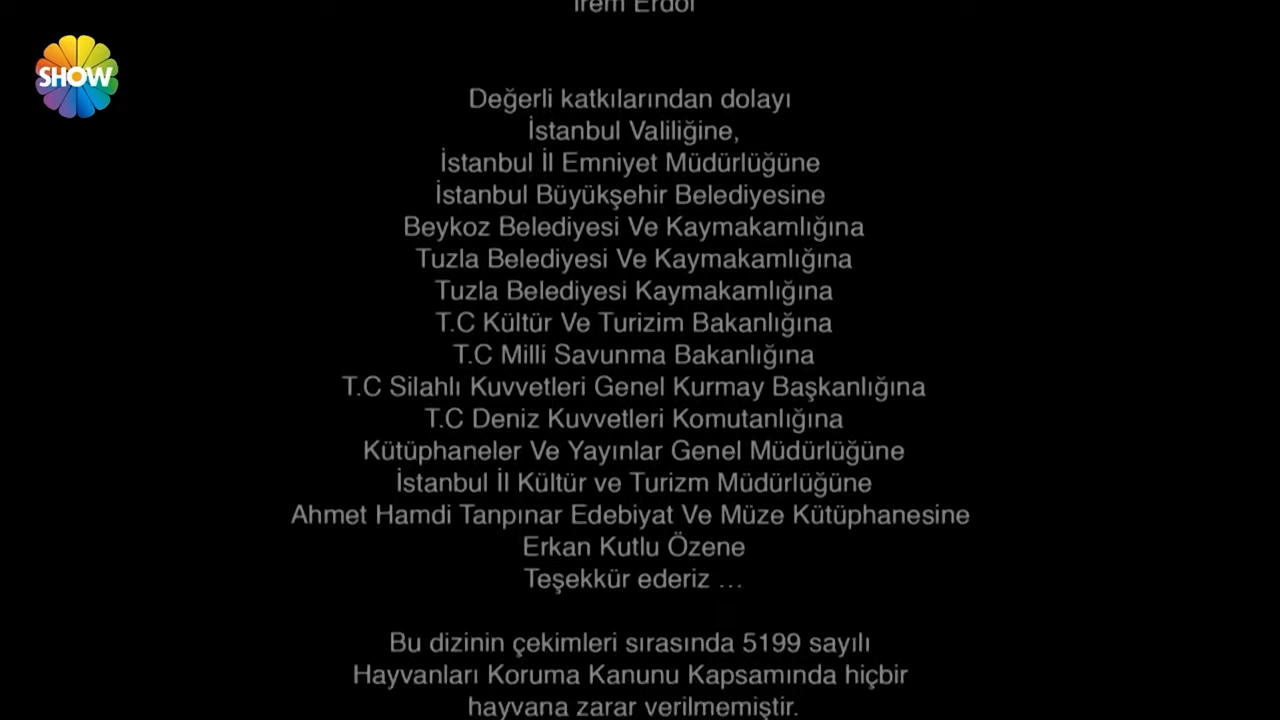 İrem Erdöl
SHOW
Değerli katkılarından dolayı
İstanbul Valiliğine,
İstanbul İl Emniyet Müdürlüğüne
İstanbul Büyükşehir Belediyesine
Beykoz Belediyesi Ve Kaymakamlığına
Tuzla Belediyesi Ve Kaymakamlığına
Tuzla Belediyesi Kaymakamlığına
T.C Kültür Ve Turizim Bakanlığına
T.C Milli Savunma Bakanlığına
T.C Silahlı Kuvvetleri Genel Kurmay Başkanlığına
T.C Deniz Kuvvetleri Komutanlığına
Kütüphaneler Ve Yayınlar Genel Müdürlüğüne
İstanbul İl Kültür ve Turizm Müdürlüğüne
Ahmet Hamdi Tanpınar Edebiyat Ve Müze Kütüphanesine
Erkan Kutlu Özene
Teşekkür ederiz …
Bu dizinin çekimleri sırasında 5199 sayılı
Hayvanları Koruma Kanunu Kapsamında hiçbir
hayvana zarar verilmemiştir.